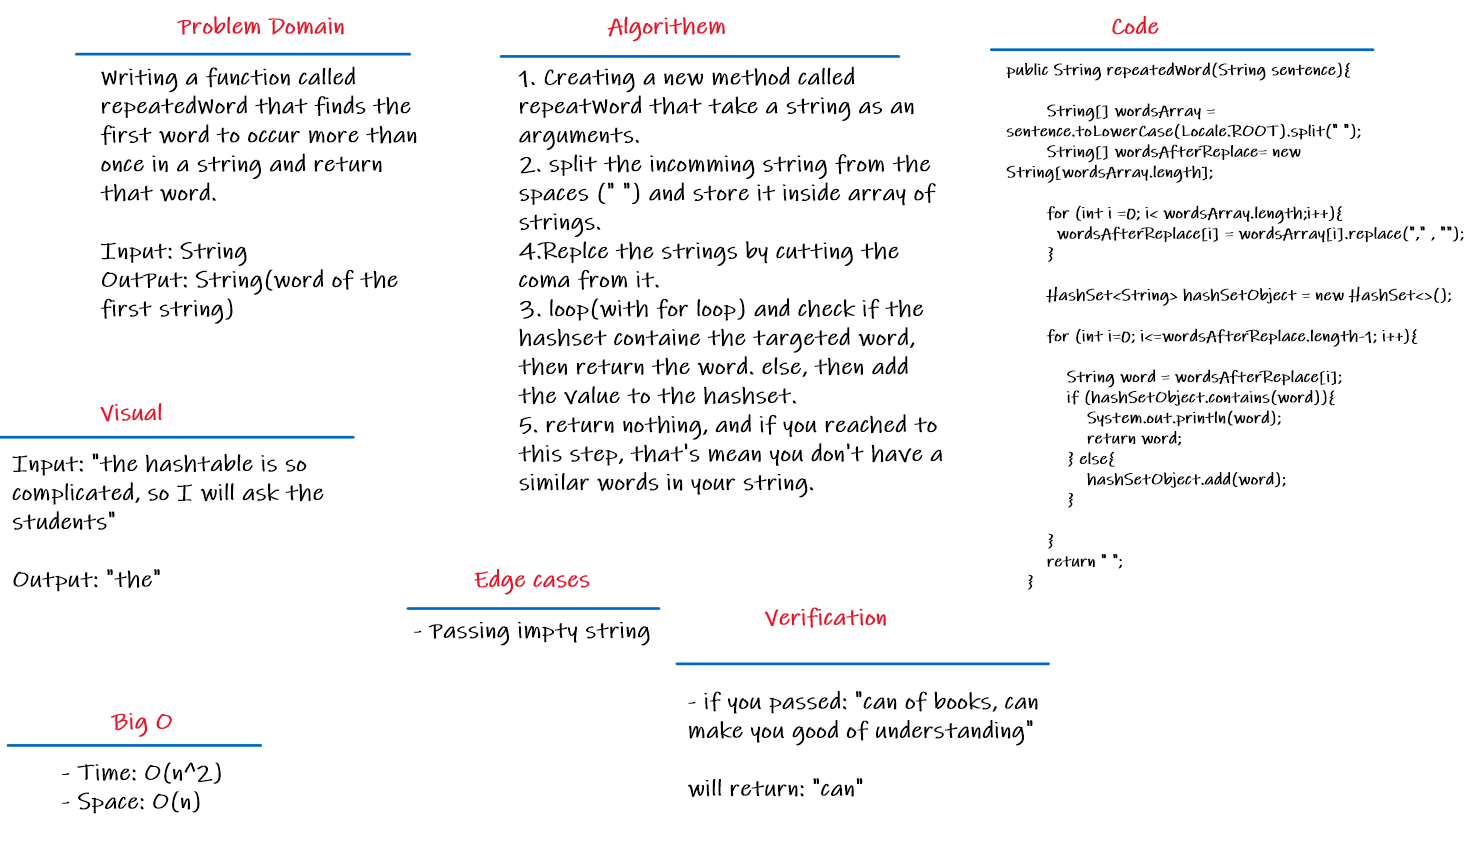 Problem Domain
Writing a function called
repeatedWord that finds the
first word to occur more than
once in a string and return
that word.
Input: String
OutPut: String(word of the
first string)
Visual
Input: "the hashtable is so
complicated, so I will ask the
students"
Output: "the"
Big O
- Time: O(n^2)
- Space: O(n)
Algorithem
1. Creating a new method called
repeatWord that take a string as an
arguments.
2. split the incomming string from the
spaces (" ") and store it inside array of
strings.
4.Replce the strings by cutting the
coma from it.
3. loop(with for loop) and check if the
hashset containe the targeted word,
then return the word. else, then add
the value to the hashset.
5. return nothing, and if you reached to
this step, that's mean you don't have a
similar words in your string.
Edge cases
- Passing impty string
Verification
- if you passed: "can of books, can
make you good of understanding"
will return: "can"
Code
public String repeatedWord(String sentence){
String[] wordsArray =
sentence.toLowerCase(Locale.ROOT).split(" ");
String[] wordsAfterReplace= new
String[wordsArray.length];
for (int i =0; i< wordsArray.length;i++){
wordsAfterReplace[i] = wordsArray[i].replace("," , "");
}
HashSet<String> hashSetObject = new HashSet<>();
for (int i=0; i<=wordsAfterReplace.length-1; i++){
String word = wordsAfterReplace[i];
if (hashSetObject.contains(word)){
System.out.println(word);
return word;
} else{
hashSetObject.add(word);
}
}
return " ";
}